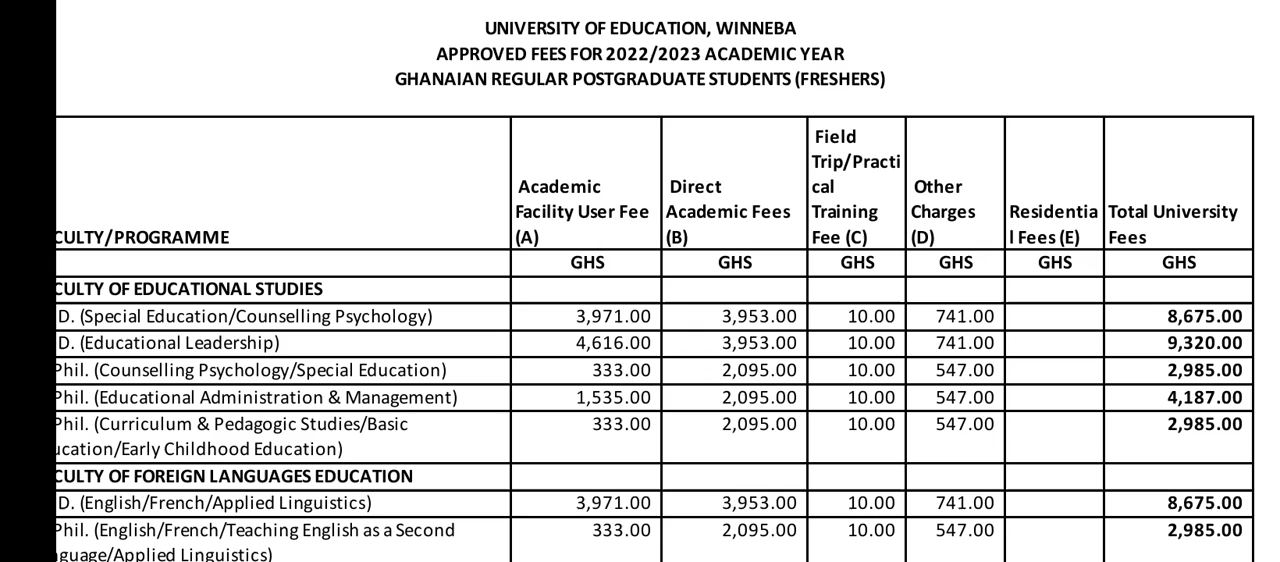 UNIVERSITY OF EDUCATION, WINNEBA
APPROVED FEES FOR 2022/2023 ACADEMIC YEAR
GHANAIAN REGULAR POSTGRADUATE STUDENTS (FRESHERS)
CULTY/PROGRAMME Academic Facility User Fee (A) Direct Academic Fees (B) Field Trip/Practi cal Training Fee (C) Other Charges (D) Residentia l Fees (E) Total University Fees
GHS GHS GHS GHS GHS GHS
CULTY OF EDUCATIONAL STUDIES
D. (Special Education/Counselling Psychology) 3,971.00 3,953.00 10.00 741.00 8,675.00
D. (Educational Leadership) 4,616.00 3,953.00 10.00 741.00 9,320.00
Phil. (Counselling Psychology/Special Education) 333.00 2,095.00 10.00 547.00 2,985.00
Phil. (Educational Administration & Management) 1,535.00 2,095.00 10.00 547.00 4,187.00
Phil. (Curriculum & Pedagogic Studies/Basic 333.00 2,095.00 10.00 547.00 2,985.00
ucation/Early Childhood Education)
CULTY OF FOREIGN LANGUAGES EDUCATION
D. (English/French/Applied Linguistics) 3,971.00 3,953.00 10.00 741.00 8,675.00
Phil. (English/French/Teaching English as a Second 333.00 2,095.00 10.00 547.00 2,985.00
nguage/Applied Linguistics)